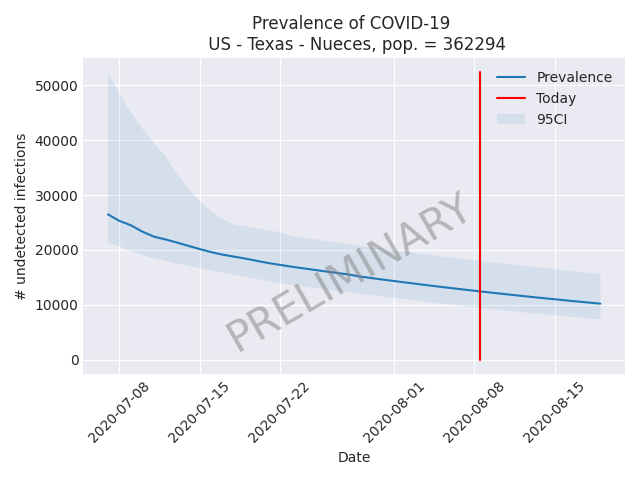 Prevalence of COVID-19
US - Texas - Nueces, pop. = 362294
Prevalence
Today
95CI
50000
40000
30000
20000
10000
0
# undetected infections
PRELIMINARY
2020-07-08
2020-07-15
2020-07-22
2020-08-01
2020-08-08
2020-08-15
Date